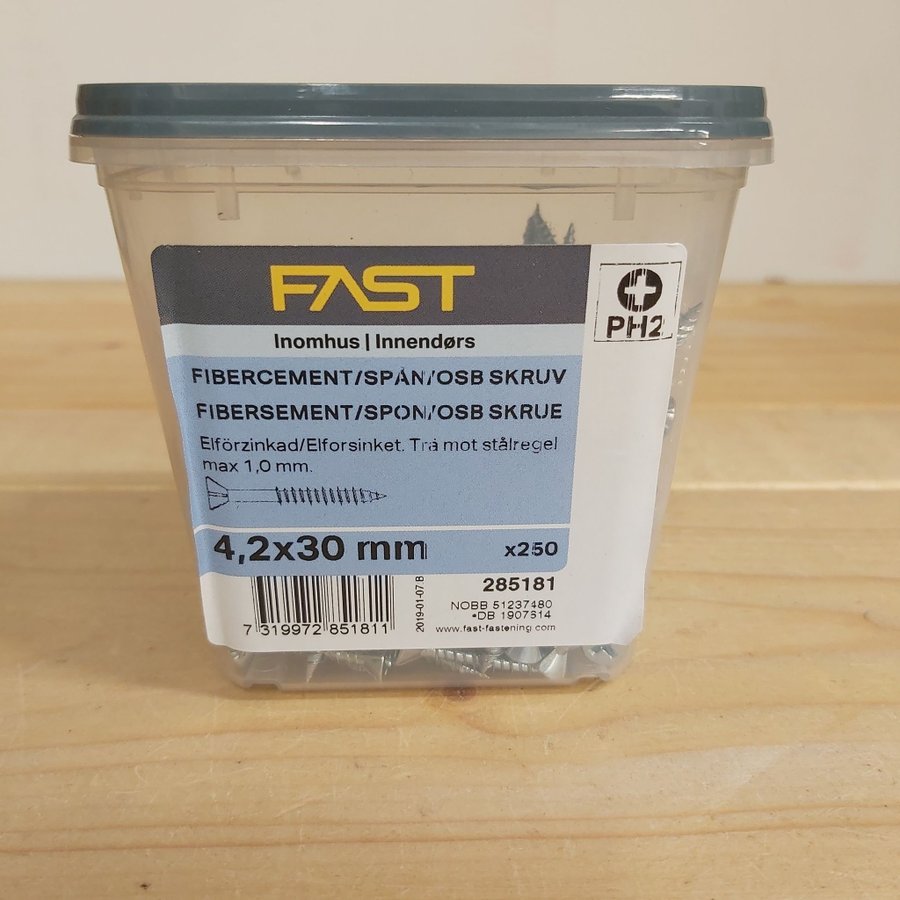 FAST
PH2
Inomhus | Innendørs
FIBERCEMENT/SPÅN/OSB SKRUV
FIBERSEMENT/SPON/OSB SKRUE
Elförzinkad/Elforsinket. Trä mot stålregel
max 1,0 mm.
4,2x30 mm x250
285181
NOBB 51237480
DB 1907614
www.fast-fastening.com
2019-01-07 B
7 319972 851811